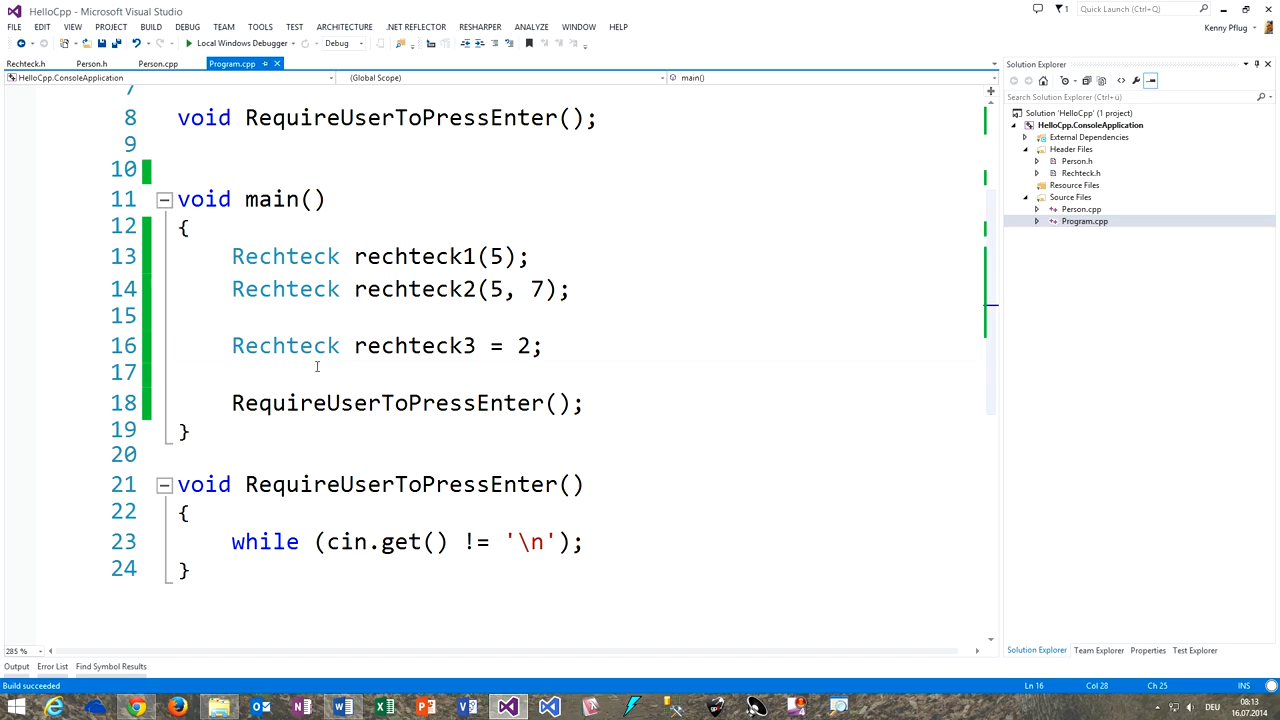 HelloCpp - Microsoft Visual Studio
Quick Launch (Ctrl+Q)
FILE EDIT VIEW PROJECT BUILD DEBUG TEAM TOOLS TEST ARCHITECTURE .NET REFLECTOR RESHARPER ANALYZE WINDOW HELP
Kenny Pflug
Local Windows Debugger Debug
Rechteck.h Person.h Person.cpp Program.cpp
Solution Explorer
HelloCpp.ConsoleApplication (Global Scope) main()
7
8 void RequireUserToPressEnter();
9
10
11 void main()
12 {
13 Rechteck rechteck1(5);
14 Rechteck rechteck2(5, 7);
15
16 Rechteck rechteck3 = 2;
17
18 RequireUserToPressEnter();
19 }
20
21 void RequireUserToPressEnter()
22 {
23 while (cin.get() != '\n');
24 }
Search Solution Explorer (Ctrl+ü)
Solution 'HelloCpp' (1 project)
HelloCpp.ConsoleApplication
External Dependencies
Header Files
Person.h
Rechteck.h
Resource Files
Source Files
Person.cpp
Program.cpp
285 %
Solution Explorer Team Explorer Properties Test Explorer
Output Error List Find Symbol Results
Build succeeded Ln 16 Col 28 Ch 25 INS
DEU
08:13
16.07.2014